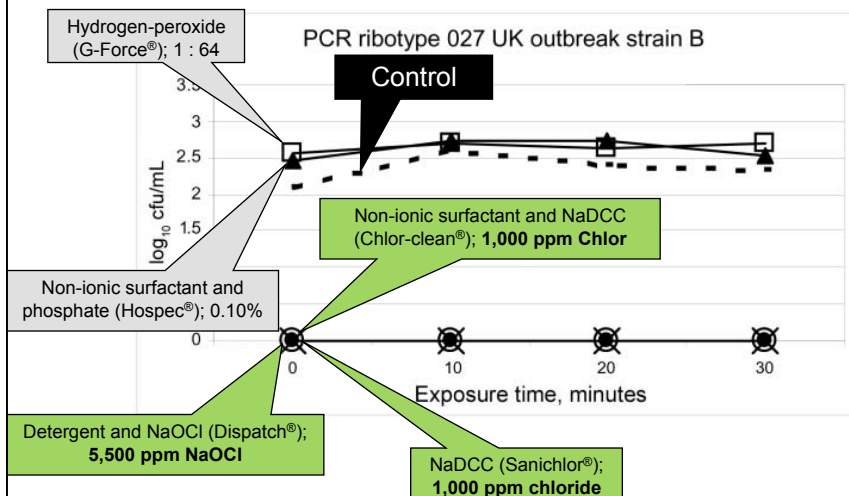 Hydrogen-peroxide
(G-Force®); 1 : 64
PCR ribotype 027 UK outbreak strain B
Control
3.5
3
2.5
2
1.5
0
log₁₀ cfu/mL
Non-ionic surfactant and NaDCC
(Chlor-clean®); 1,000 ppm Chlor
Non-ionic surfactant and
phosphate (Hospec®); 0.10%
0
10
20
30
Exposure time, minutes
Detergent and NaOCl (Dispatch®);
5,500 ppm NaOCl
NaDCC (Sanichlor®);
1,000 ppm chloride